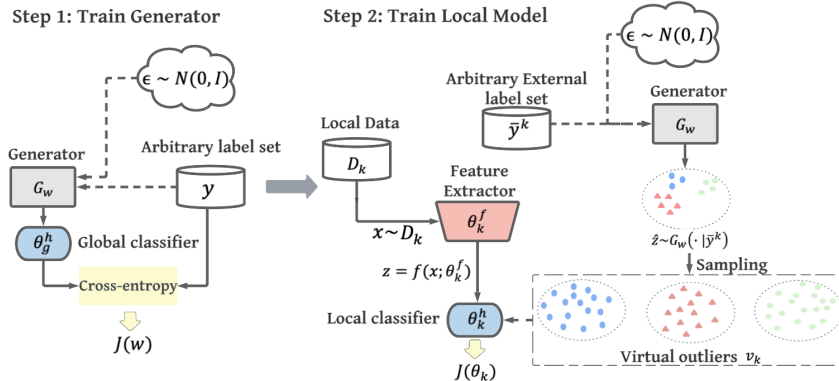 Step 1: Train Generator
ϵ ~ N(0, I)
Generator
G_w
Arbitrary label set
y
θ_g^h
Global classifier
Cross-entropy
J(w)
Step 2: Train Local Model
ϵ ~ N(0, I)
Arbitrary External
label set
ȳ^k
Generator
G_w
Local Data
D_k
Feature
Extractor
x~D_k
θ_k^f
z = f(x; θ_k^f)
ẑ~G_w(· |ȳ^k)
Sampling
Local classifier
θ_k^h
J(θ_k)
Virtual outliers v_k